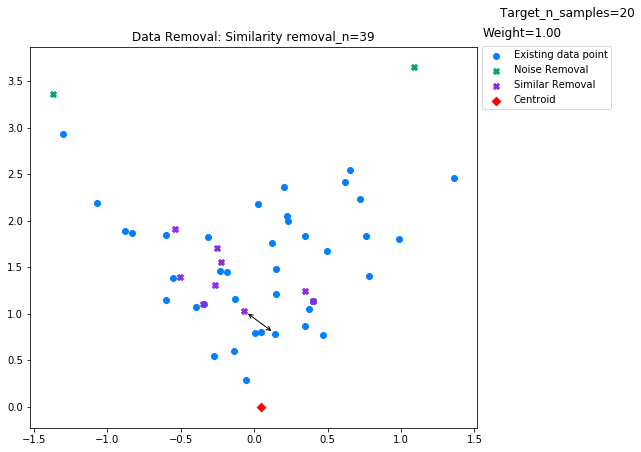 Target_n_samples=20
Weight=1.00
Data Removal: Similarity removal_n=39
Existing data point
Noise Removal
Similar Removal
Centroid
3.5
3.0
2.5
2.0
1.5
1.0
0.5
0.0
−1.5 −1.0 −0.5 0.0 0.5 1.0 1.5